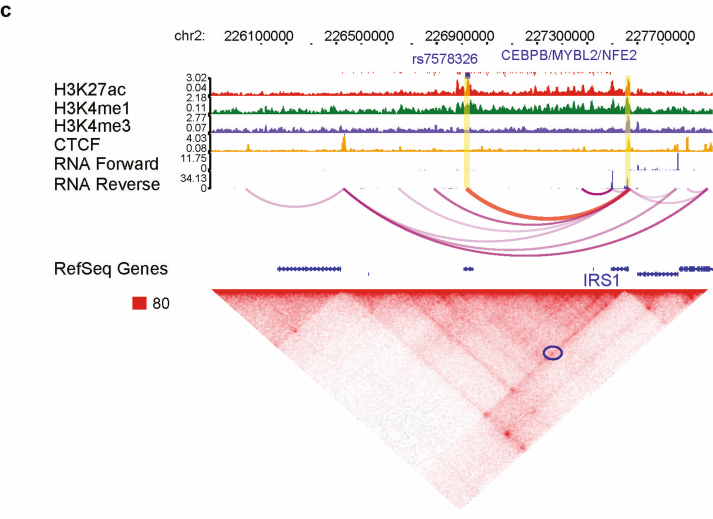 c
chr2: 226100000 226500000 226900000 227300000 227700000
rs7578326 CEBPB/MYBL2/NFE2
H3K27ac 3.02 0.04
H3K4me1 2.18 0.11
H3K4me3 2.77 0.07
CTCF 4.03 0.08
RNA Forward 11.75 0
RNA Reverse 34.13 0
RefSeq Genes
IRS1
80